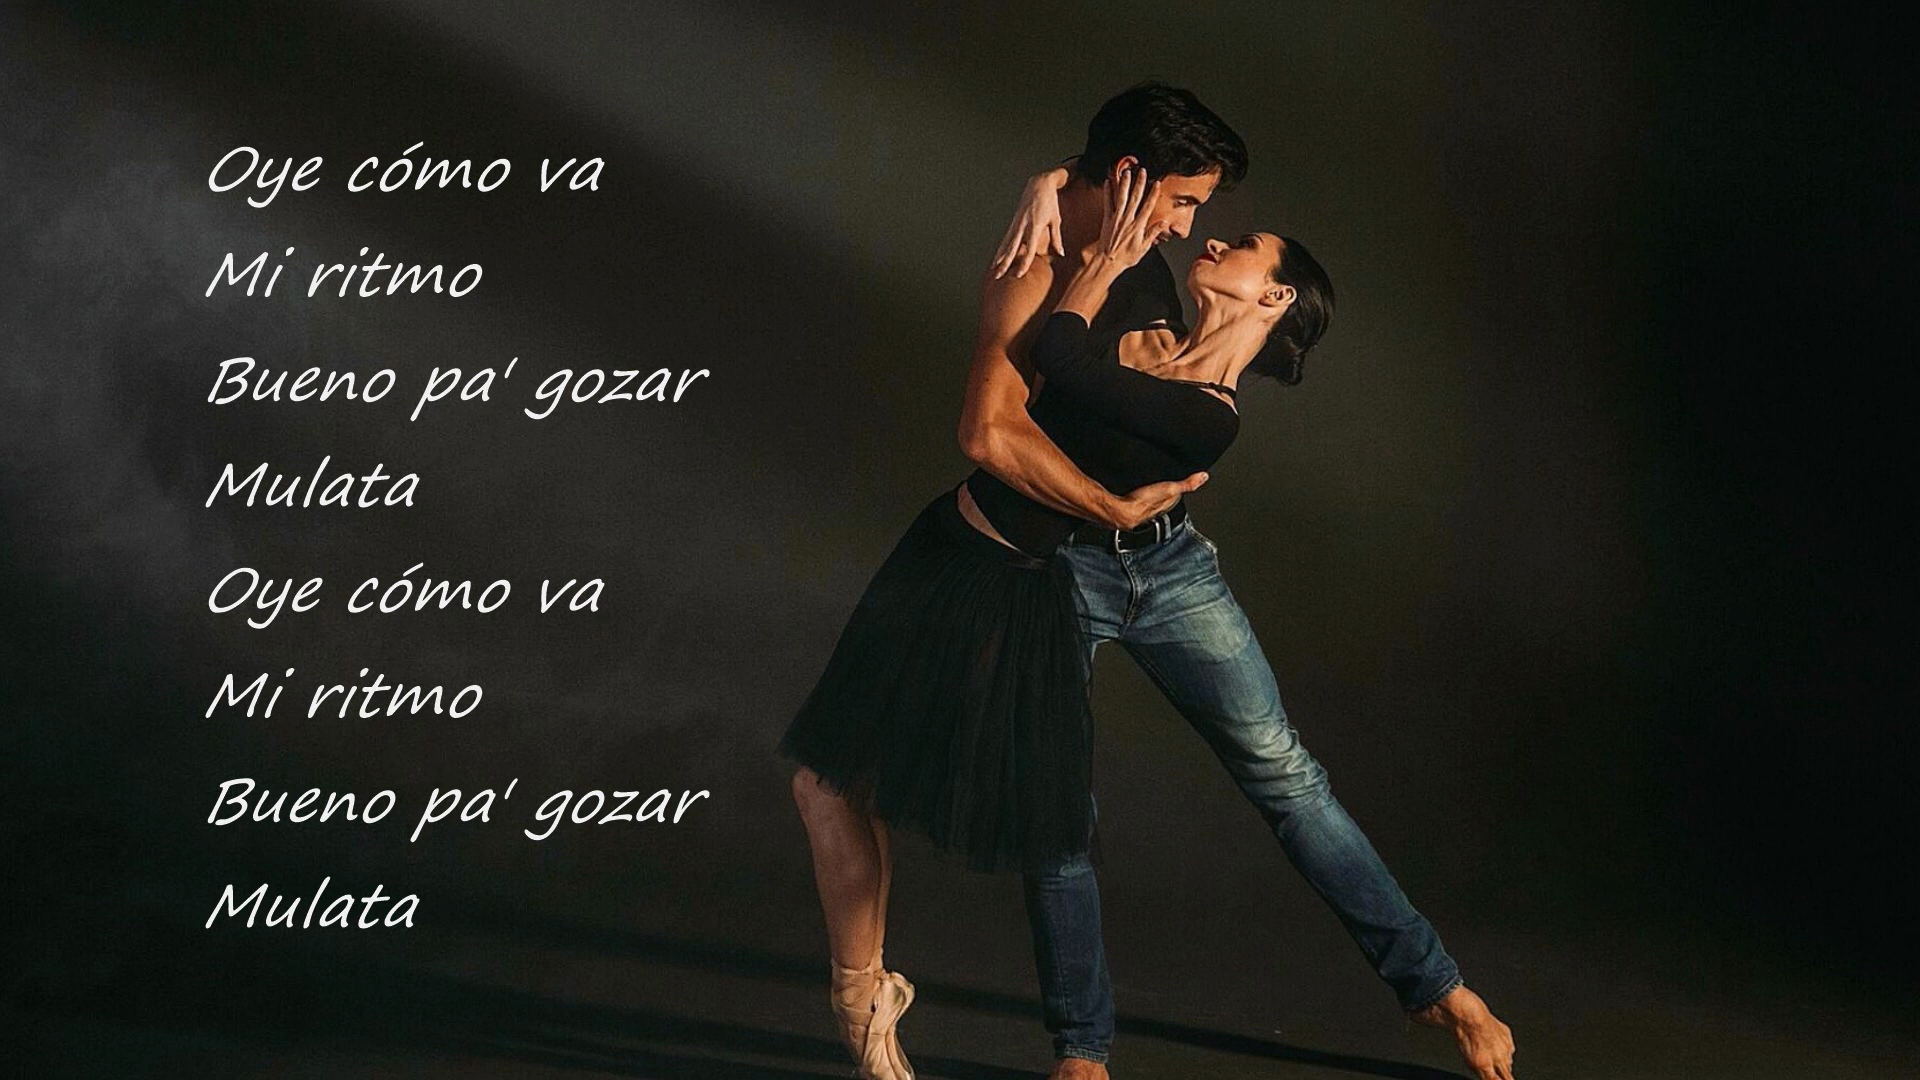 Oye cómo va
Mi ritmo
Bueno pa' gozar
Mulata
Oye cómo va
Mi ritmo
Bueno pa' gozar
Mulata